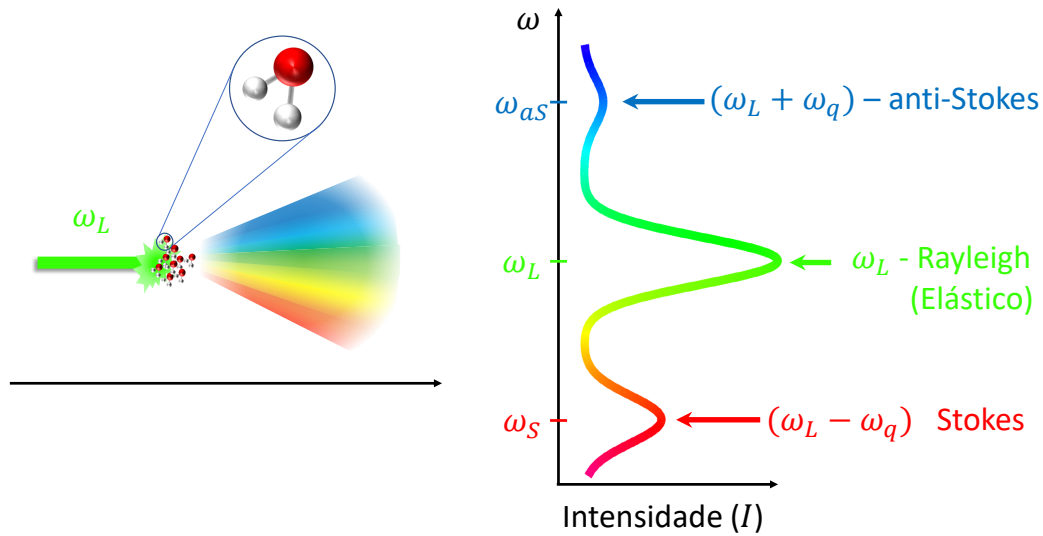 ω_L
ω
ω_{aS}
(ω_L + ω_q) – anti-Stokes
ω_L
ω_L - Rayleigh
(Elástico)
ω_S
(ω_L − ω_q) Stokes
Intensidade (I)